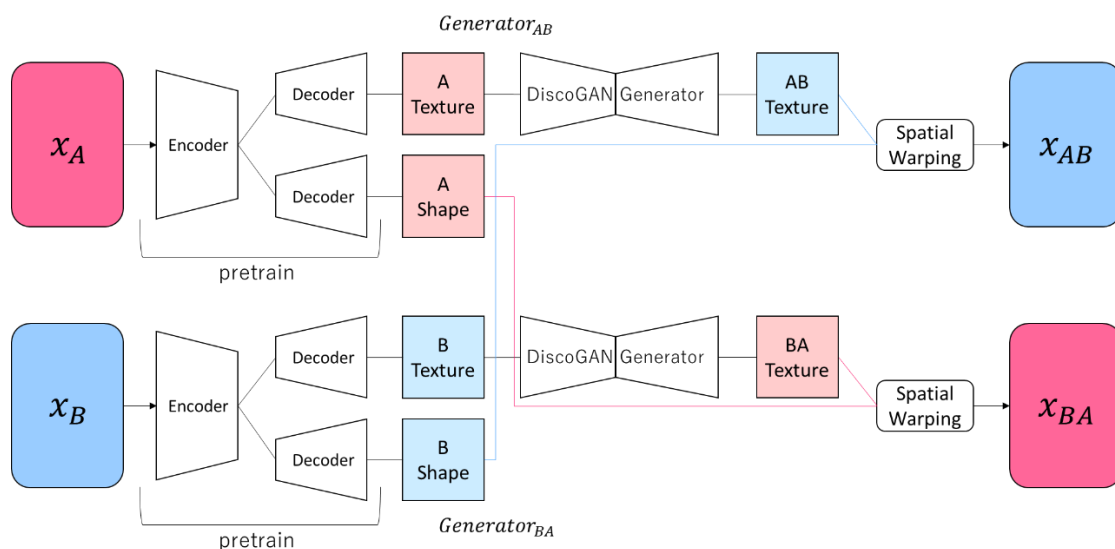 Generator_AB
x_A
Encoder
Decoder
A
Texture
DiscoGAN
Generator
AB
Texture
Spatial
Warping
x_AB
Decoder
A
Shape
pretrain
x_B
Encoder
Decoder
B
Texture
DiscoGAN
Generator
BA
Texture
Spatial
Warping
x_BA
Decoder
B
Shape
pretrain
Generator_BA